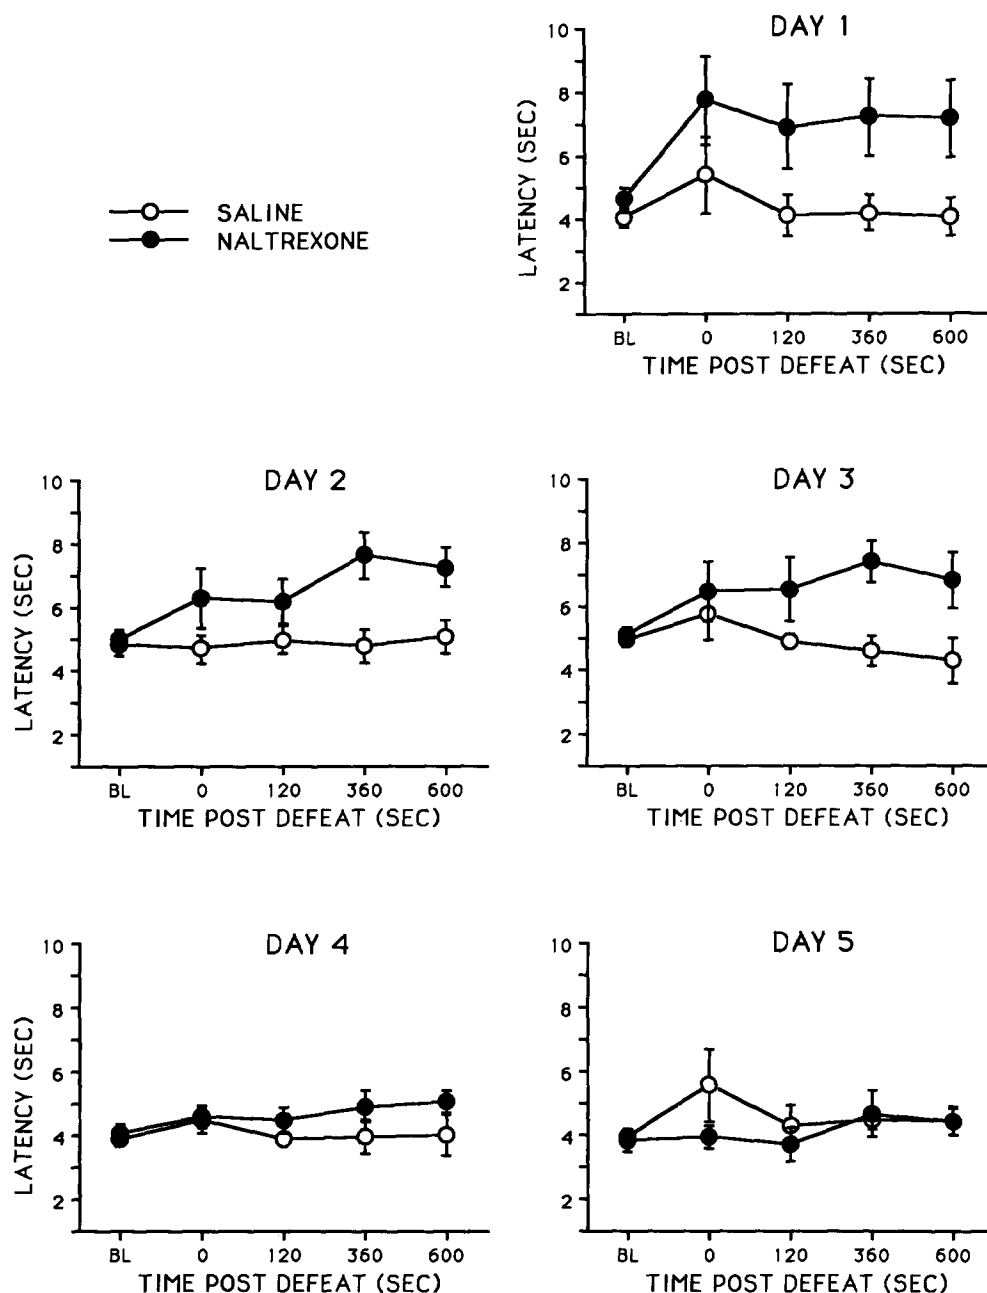 DAY 1
10
8
6
4
2
LATENCY (SEC)
BL 0 120 360 600
TIME POST DEFEAT (SEC)
SALINE
NALTREXONE
DAY 2
10
8
6
4
2
LATENCY (SEC)
BL 0 120 360 600
TIME POST DEFEAT (SEC)
DAY 3
10
8
6
4
2
BL 0 120 360 600
TIME POST DEFEAT (SEC)
DAY 4
10
8
6
4
2
LATENCY (SEC)
BL 0 120 360 600
TIME POST DEFEAT (SEC)
DAY 5
10
8
6
4
2
BL 0 120 360 600
TIME POST DEFEAT (SEC)